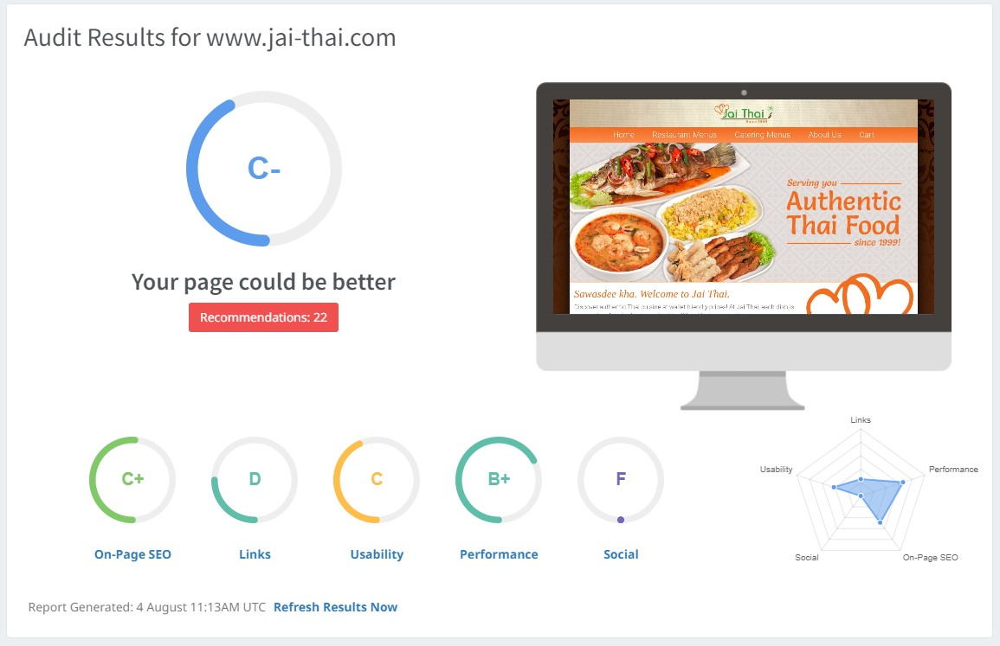 Audit Results for www.jai-thai.com
C-
Your page could be better
Recommendations: 22
Jai Thai
Since 1999
Home Restaurant Menus Catering Menus About Us Cart
Serving you
Authentic
Thai Food
since 1999!
Sawasdee kha. Welcome to Jai Thai.
Discover authentic Thai cuisine at wallet friendly prices! At Jai Thai, each dish is
C+
On-Page SEO
D
Links
C
Usability
B+
Performance
F
Social
Links
Usability
Performance
Social
On-Page SEO
Report Generated: 4 August 11:13AM UTC Refresh Results Now